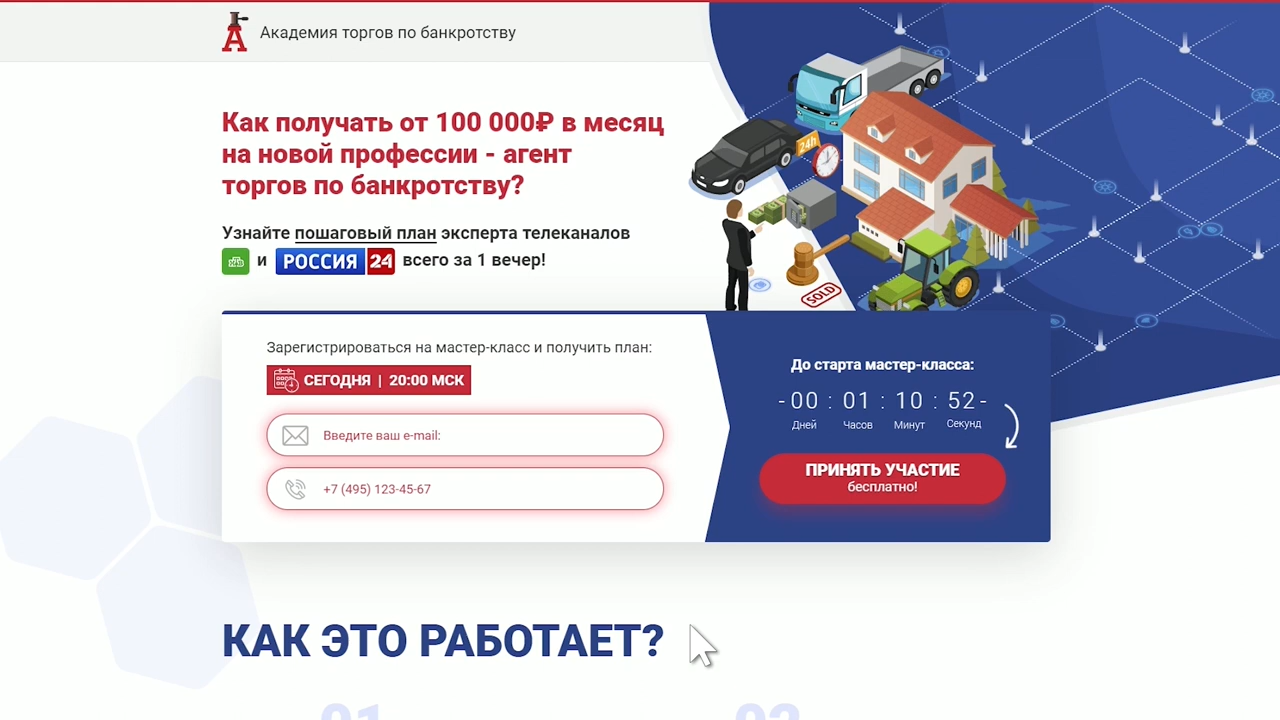 Академия торгов по банкротству
Как получать от 100 000₽ в месяц
на новой профессии - агент
торгов по банкротству?
Узнайте пошаговый план эксперта телеканалов
НТВ и РОССИЯ 24 всего за 1 вечер!
24h
SOLD
Зарегистрироваться на мастер-класс и получить план:
СЕГОДНЯ | 20:00 МСК
Введите ваш e-mail:
+7 (495) 123-45-67
До старта мастер-класса:
- 00 : 01 : 10 : 52 -
Дней Часов Минут Секунд
ПРИНЯТЬ УЧАСТИЕ
бесплатно!
КАК ЭТО РАБОТАЕТ?